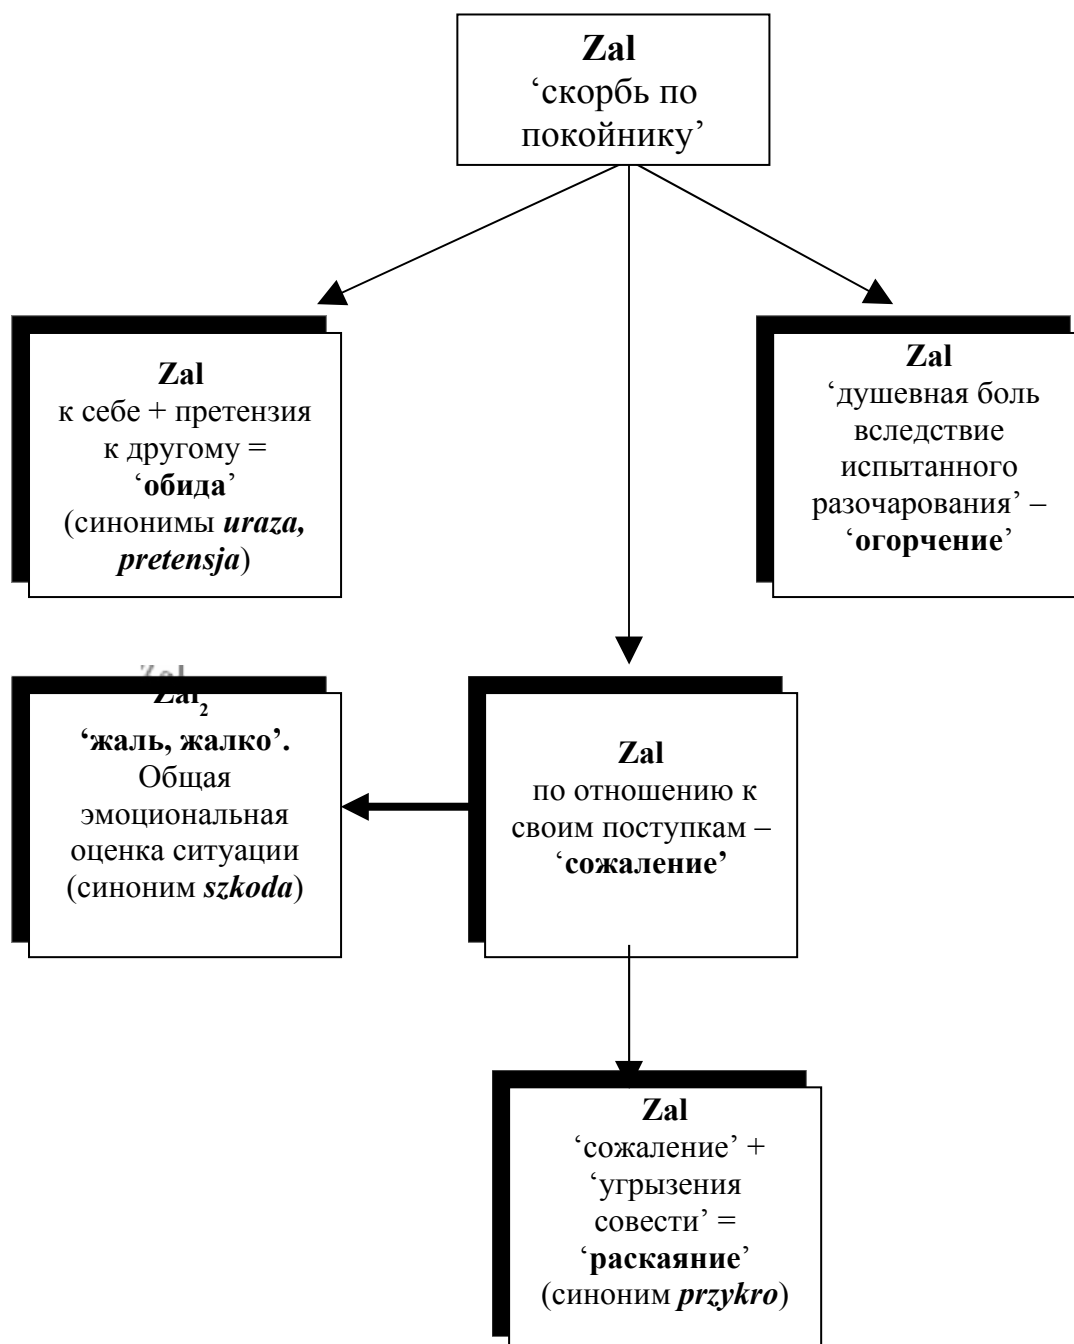 Zal
‘скорбь по
покойнику’
Zal
к себе + претензия
к другому =
‘обида’
(синонимы uraza,
pretensja)
Zal
‘душевная боль
вследствие
испытанного
разочарования’ –
‘огорчение’
Zal
Zal2
‘жаль, жалко’.
Общая
эмоциональная
оценка ситуации
(синоним szkoda)
Zal
по отношению к
своим поступкам –
‘сожаление’
Zal
‘сожаление’ +
‘угрызения
совести’ =
‘раскаяние’
(синоним przykro)